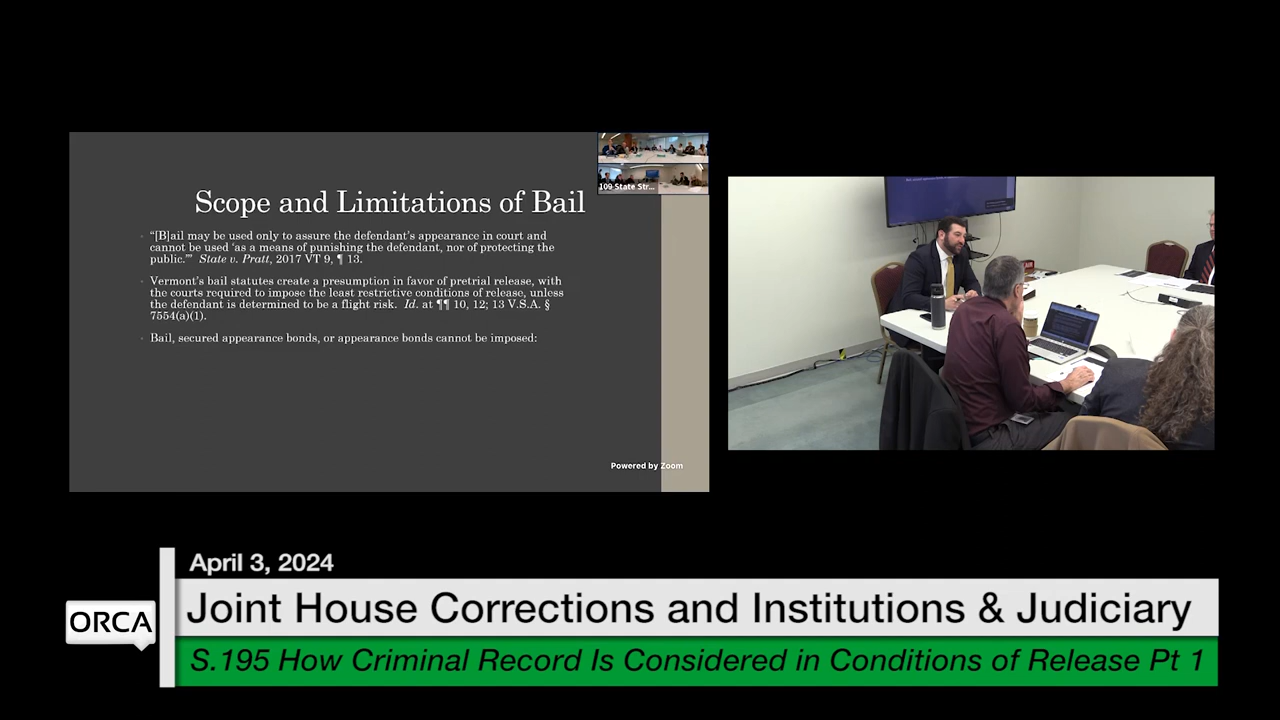 109 State Str...
Scope and Limitations of Bail
“[B]ail may be used only to assure the defendant’s appearance in court and
cannot be used ‘as a means of punishing the defendant, nor of protecting the
public.’” State v. Pratt, 2017 VT 9, ¶ 13.
Vermont’s bail statutes create a presumption in favor of pretrial release, with
the courts required to impose the least restrictive conditions of release, unless
the defendant is determined to be a flight risk. Id. at ¶¶ 10, 12; 13 V.S.A. §
7554(a)(1).
Bail, secured appearance bonds, or appearance bonds cannot be imposed:
Powered by Zoom
April 3, 2024
ORCA
Joint House Corrections and Institutions & Judiciary
S.195 How Criminal Record Is Considered in Conditions of Release Pt 1